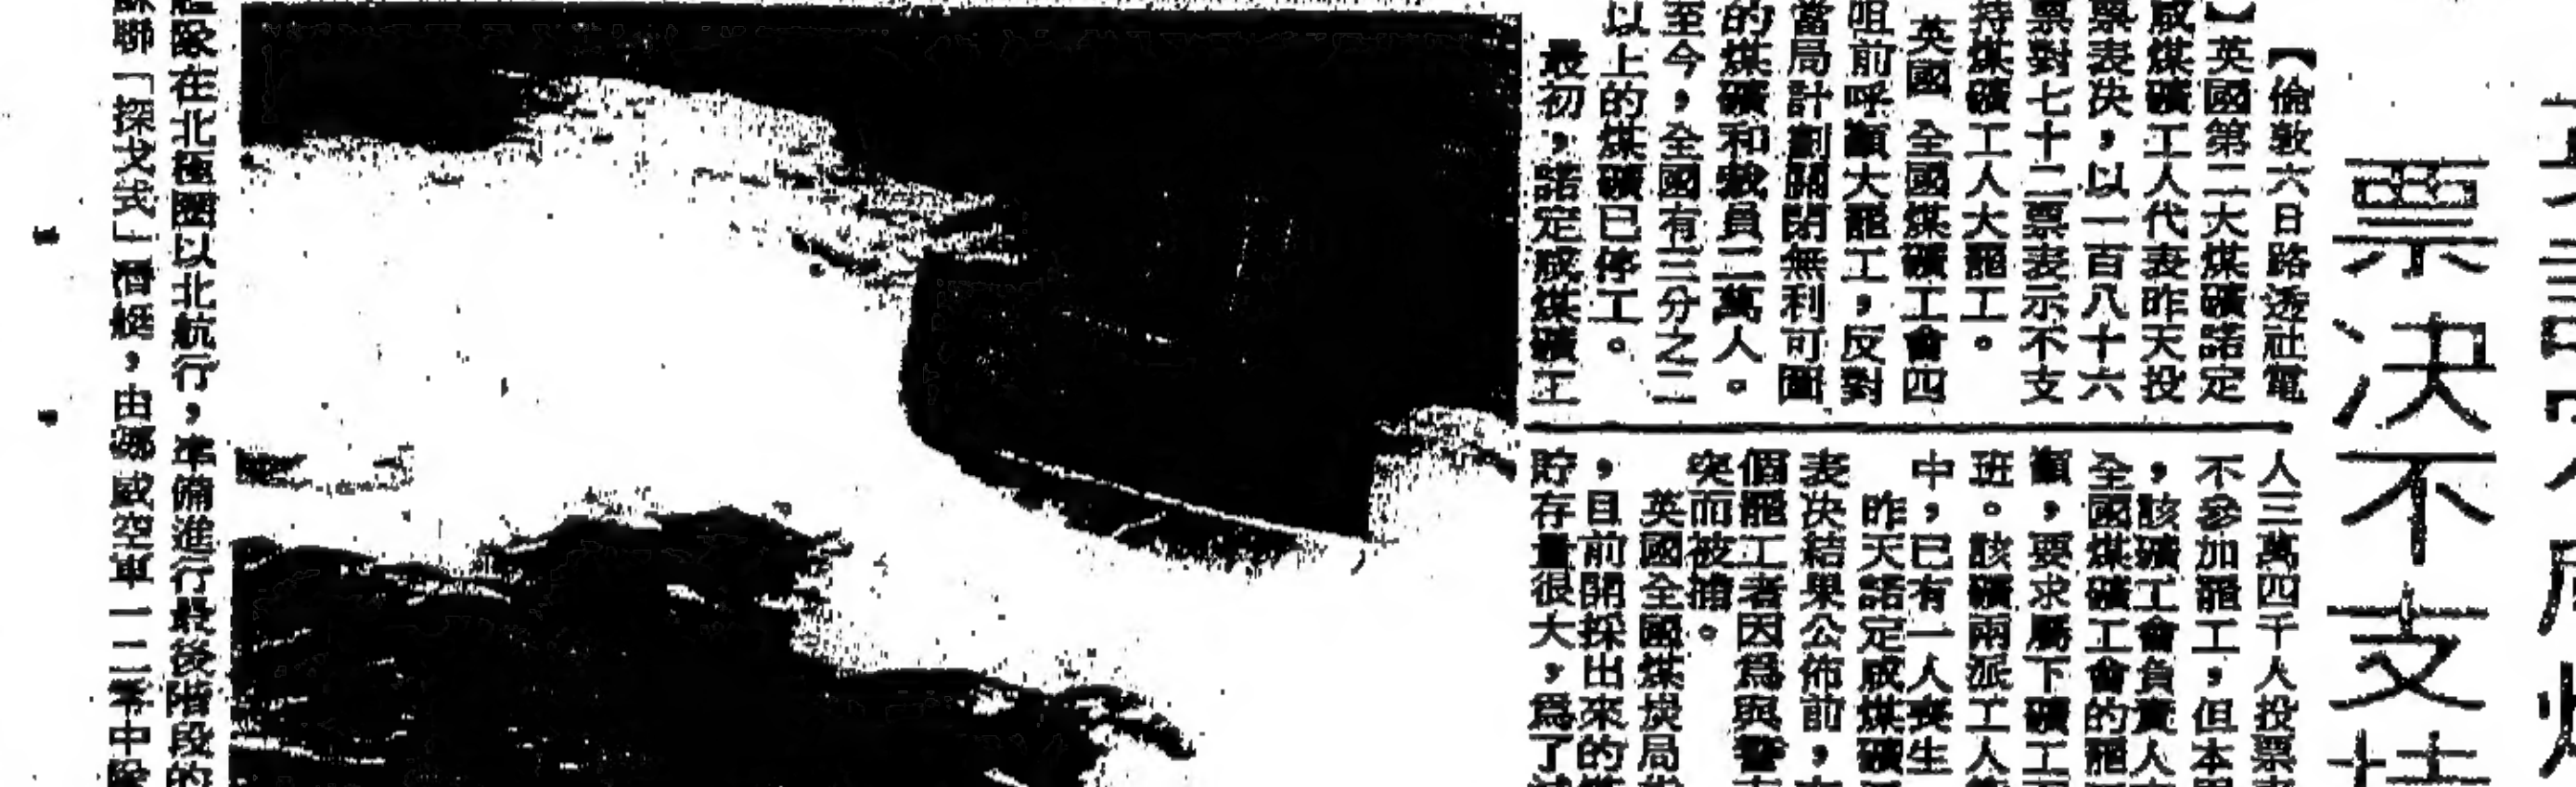 票决不支
【倫敦六日路透社電
】英國第二大煤礦諾定
咸煤礦工人代表昨天投
票表决，以一百八十六
票對七十二票表示不支
持煤礦工人大罷工。
英國全國煤礦工會四
周前呼籲大罷工，反對
當局計劃關閉無利可圖
的煤礦和裁員二萬人。
至今，全國有三分之二
以上的煤礦已停工。
最初，諾定咸煤礦工
人三萬四千人投票
不參加罷工，但本
，該礦工會負責人
全國煤礦工會的罷
籲，要求屬下礦工
班。該礦兩派工人
中，已有一人喪生
昨天諾定咸煤礦
表决結果公佈前，
個罷工者因爲與警
突而被捕。
英國全國煤炭局
，目前開採出來的
貯存量很大，爲了
艦隊在北極圈以北航行，準備進行最後階段的
蘇聯「探戈式」潛艇，由挪威空軍一二零中隊